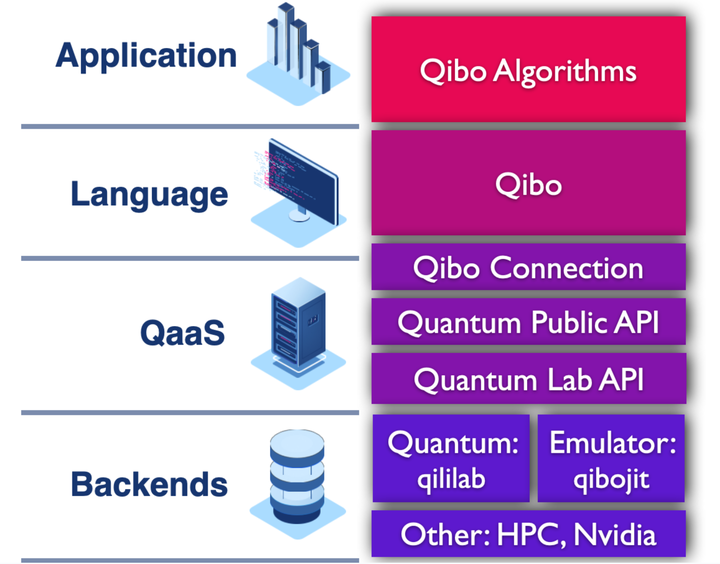 Application
Qibo Algorithms
Language
Qibo
QaaS
Qibo Connection
Quantum Public API
Quantum Lab API
Backends
Quantum:
qililab
Emulator:
qibojit
Other: HPC, Nvidia